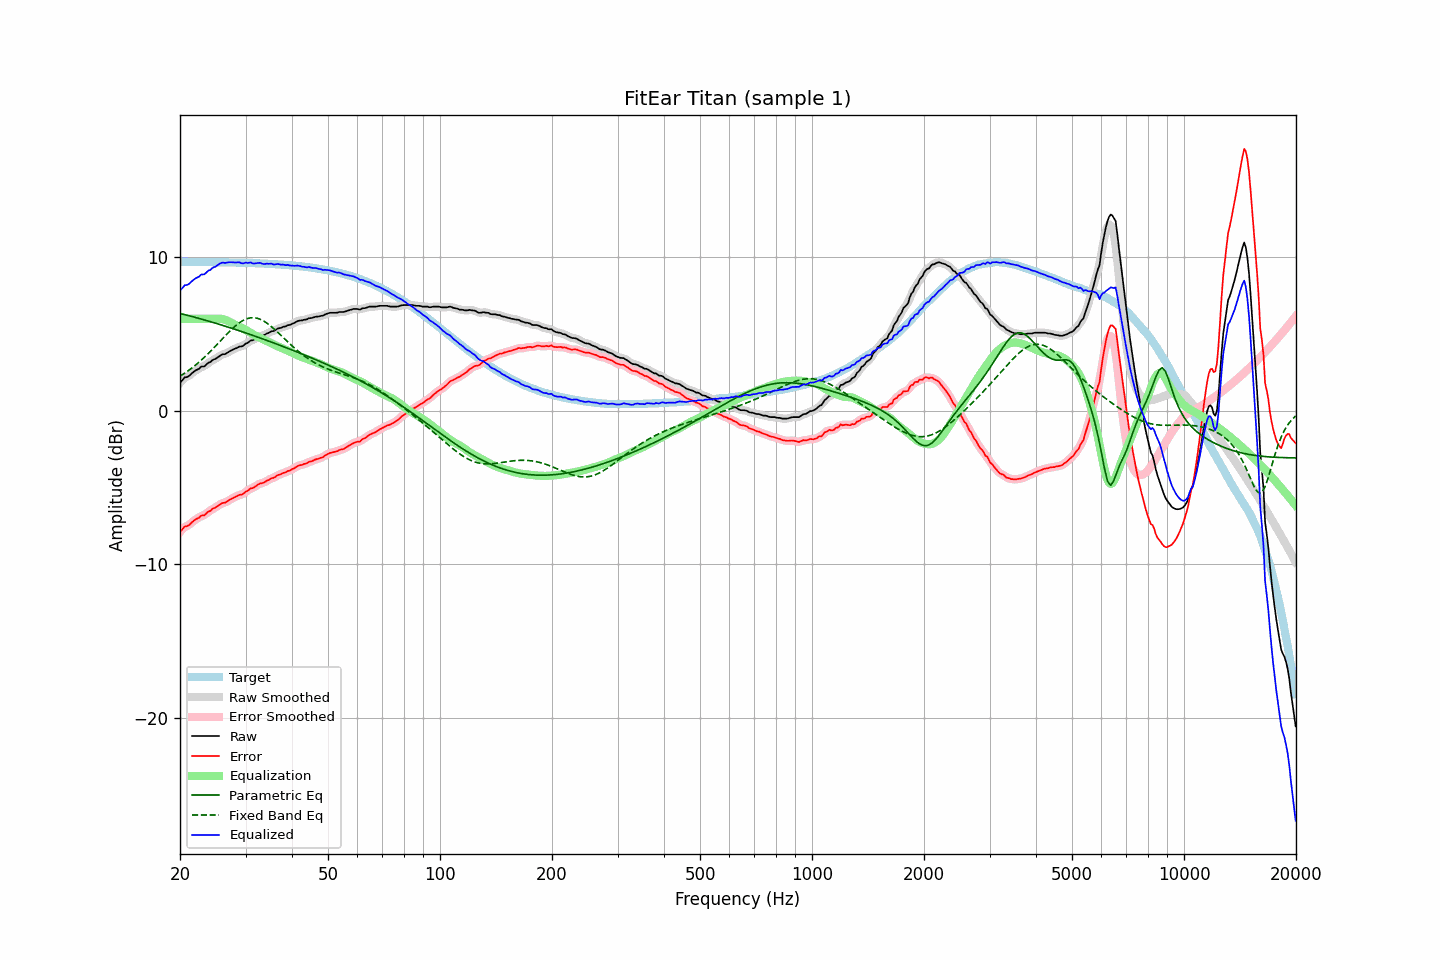 FitEar Titan (sample 1)
Amplitude (dBr)
10
0
−10
−20
Target
Raw Smoothed
Error Smoothed
Raw
Error
Equalization
Parametric Eq
Fixed Band Eq
Equalized
20 50 100 200 500 1000 2000 5000 10000 20000
Frequency (Hz)